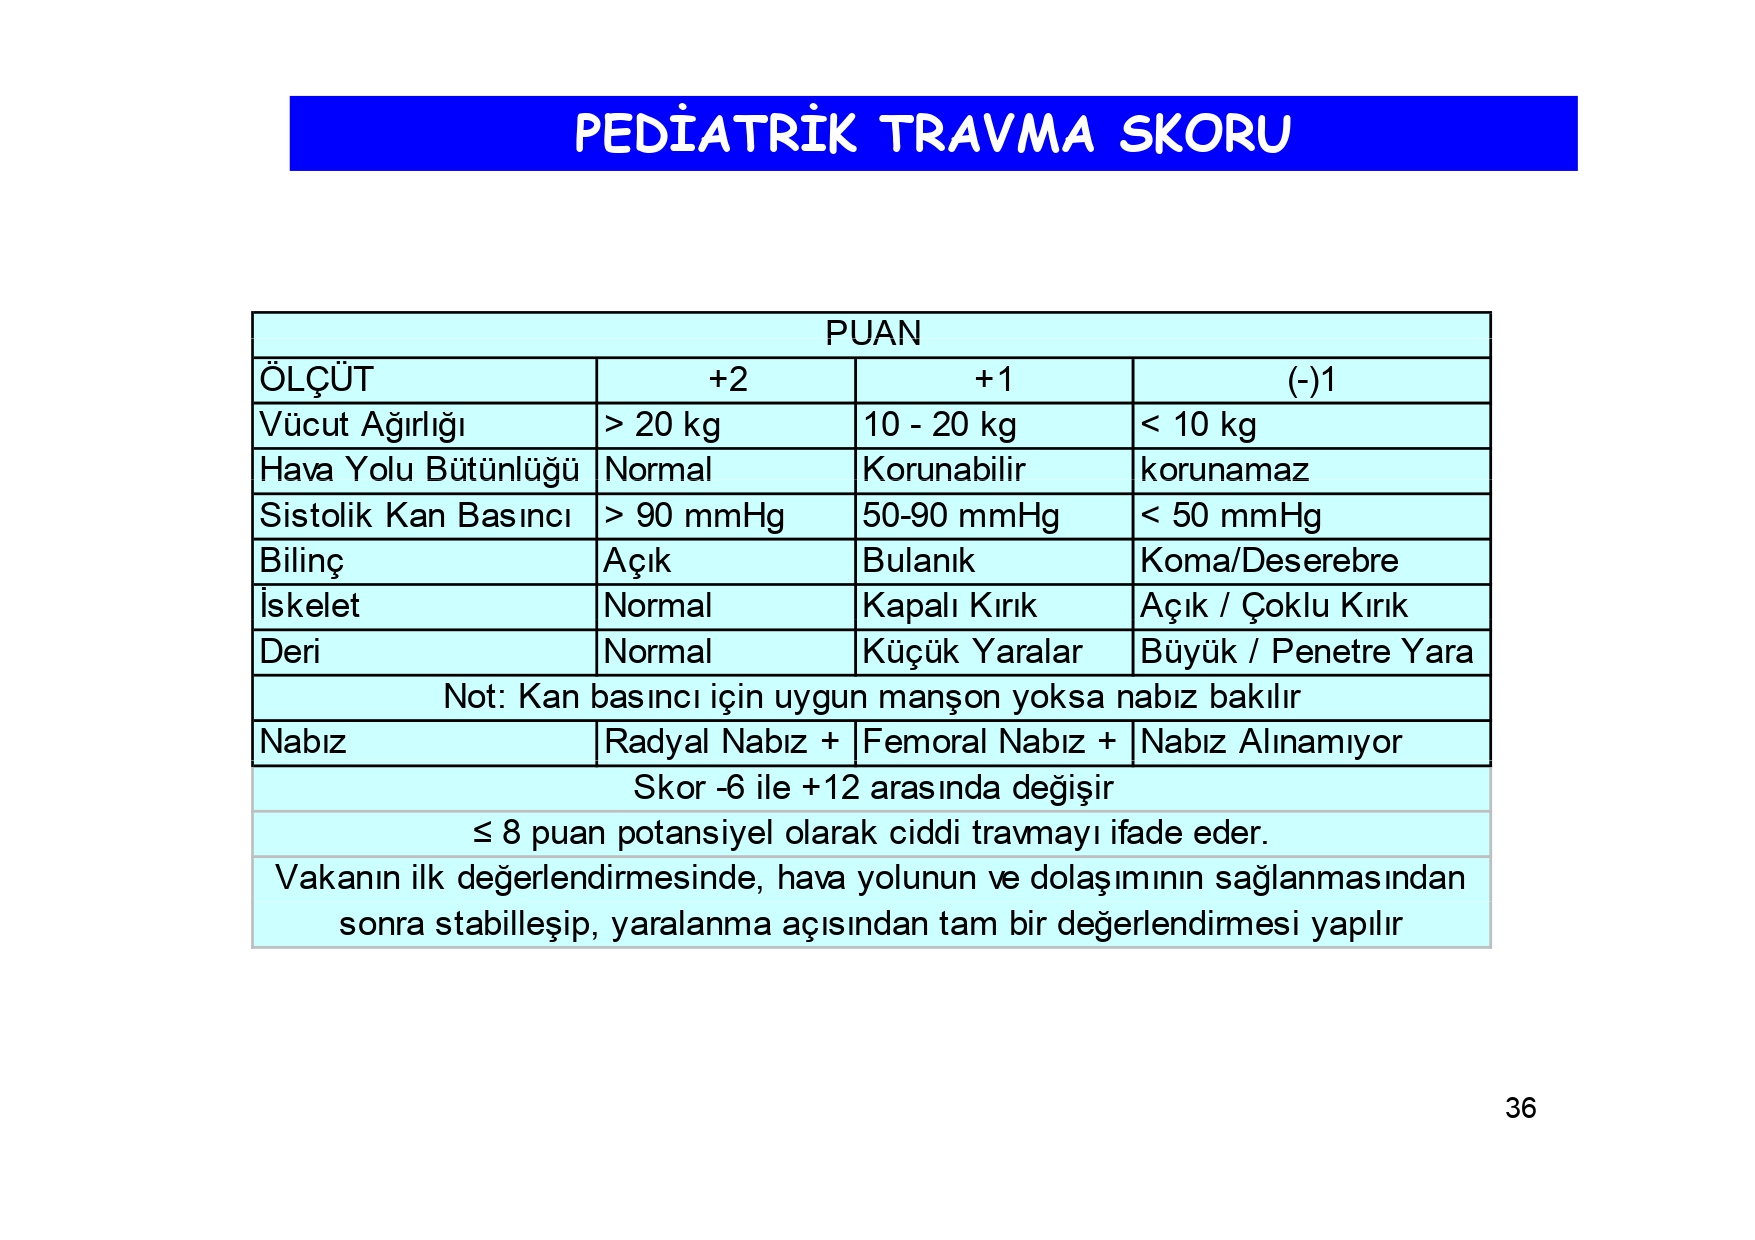 PEDİATRİK TRAVMA SKORU
PUAN
ÖLÇÜT +2 +1 (-)1
Vücut Ağırlığı > 20 kg 10 - 20 kg < 10 kg
Hava Yolu Bütünlüğü Normal Korunabilir korunamaz
Sistolik Kan Basıncı > 90 mmHg 50-90 mmHg < 50 mmHg
Bilinç Açık Bulanık Koma/Deserebre
İskelet Normal Kapalı Kırık Açık / Çoklu Kırık
Deri Normal Küçük Yaralar Büyük / Penetre Yara
Not: Kan basıncı için uygun manşon yoksa nabız bakılır
Nabız Radyal Nabız + Femoral Nabız + Nabız Alınamıyor
Skor -6 ile +12 arasında değişir
≤ 8 puan potansiyel olarak ciddi travmayı ifade eder.
Vakanın ilk değerlendirmesinde, hava yolunun ve dolaşımının sağlanmasından
sonra stabilleşip, yaralanma açısından tam bir değerlendirmesi yapılır
36